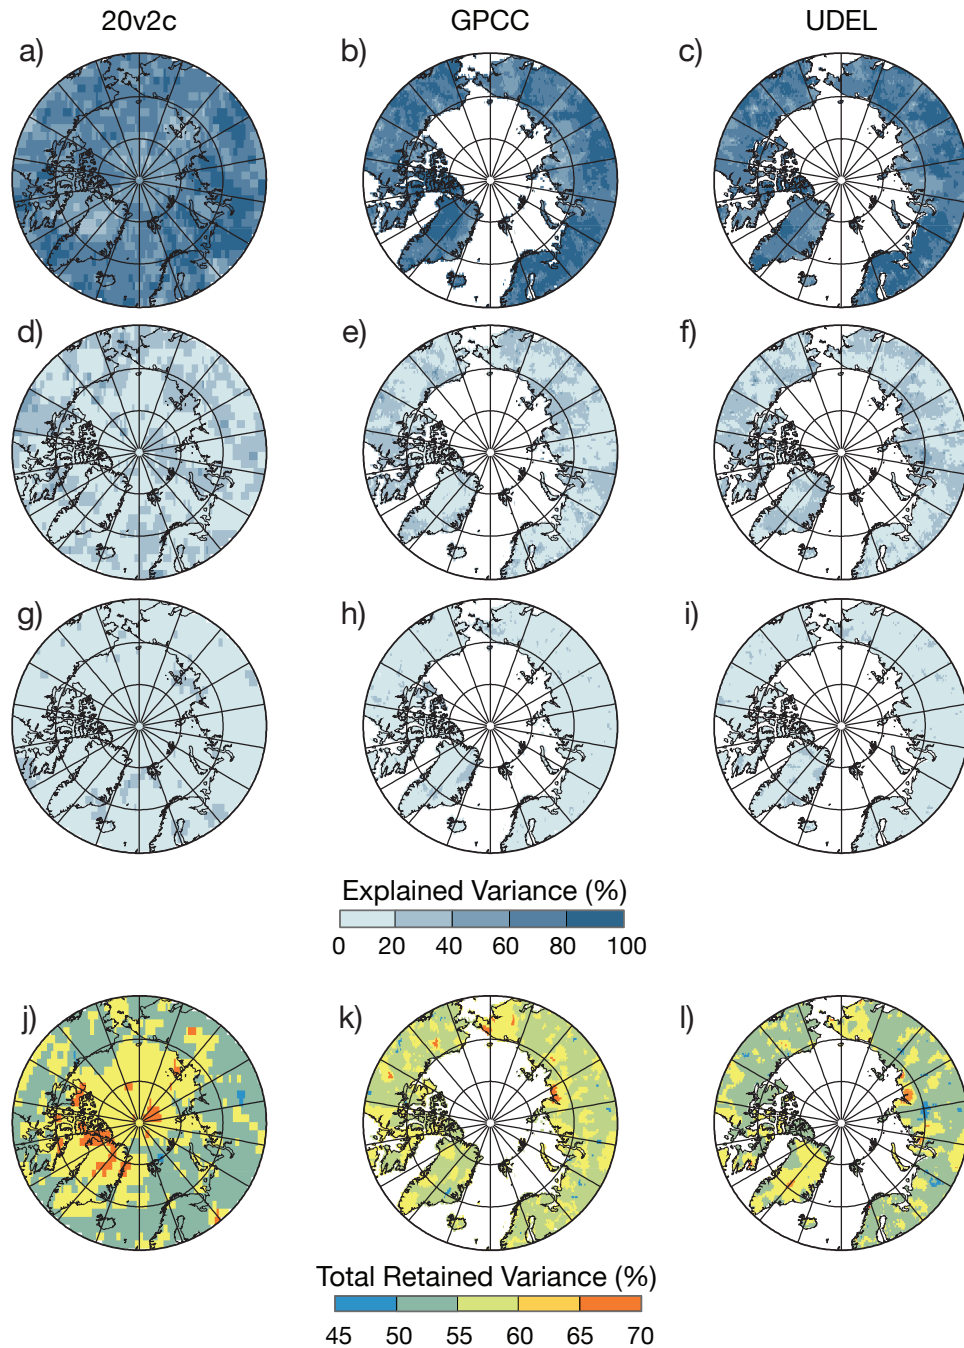 20v2c GPCC UDEL
a) b) c)
d) e) f)
g) h) i)
Explained Variance (%)
0 20 40 60 80 100
j) k) l)
Total Retained Variance (%)
45 50 55 60 65 70